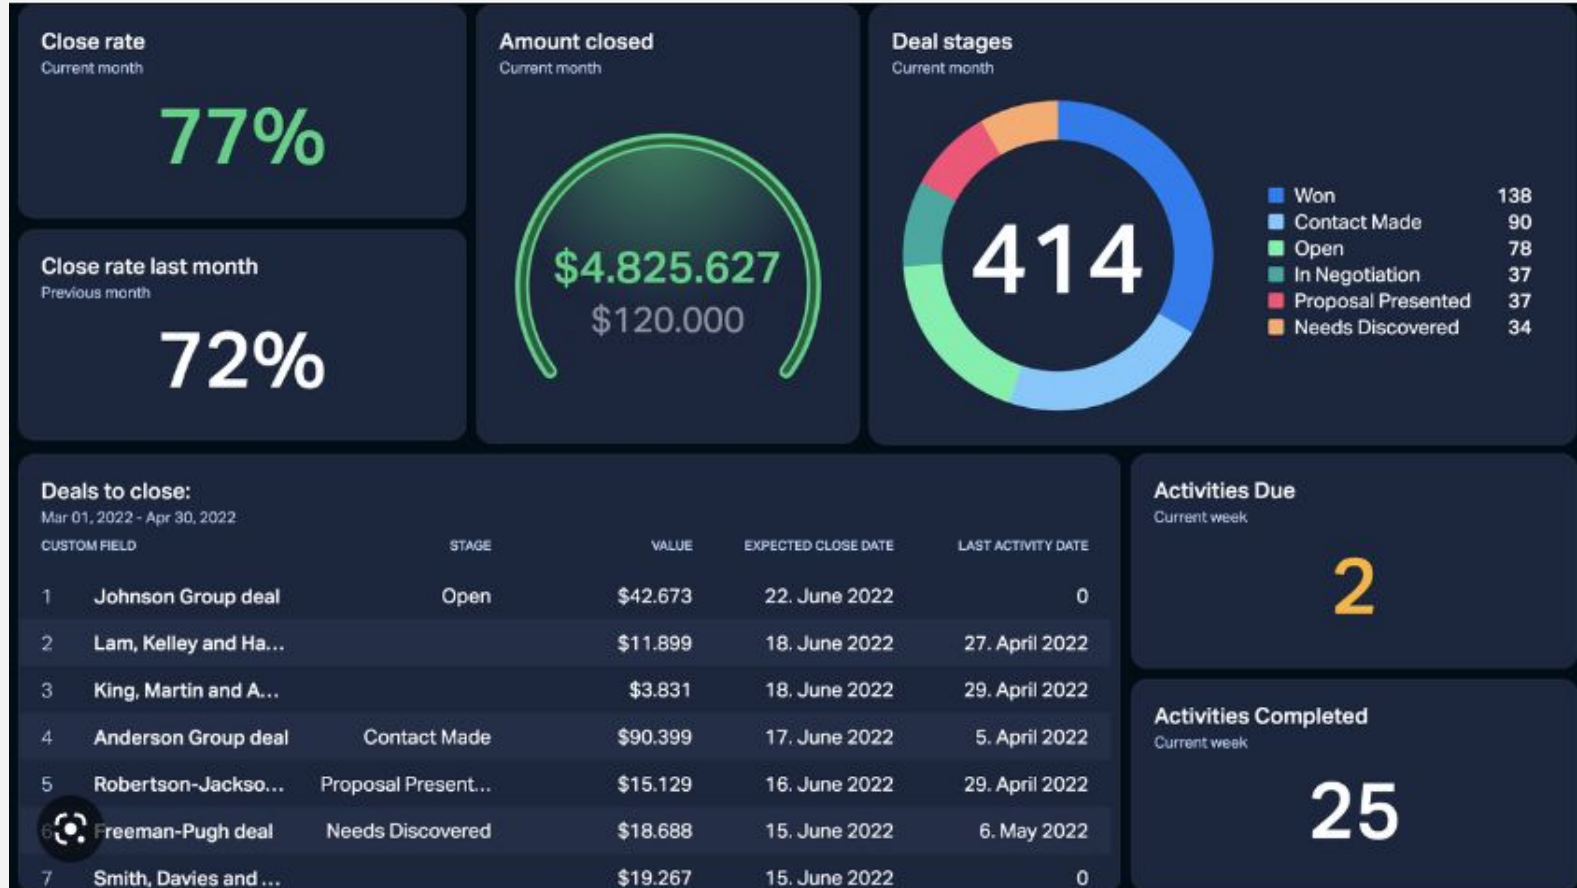 Close rate
Current month
77%
Close rate last month
Previous month
72%
Amount closed
Current month
$4.825.627
$120.000
Deal stages
Current month
414
Won 138
Contact Made 90
Open 78
In Negotiation 37
Proposal Presented 37
Needs Discovered 34
Deals to close:
Mar 01, 2022 - Apr 30, 2022
CUSTOM FIELD STAGE VALUE EXPECTED CLOSE DATE LAST ACTIVITY DATE
1 Johnson Group deal Open $42.673 22. June 2022 0
2 Lam, Kelley and Ha... $11.899 18. June 2022 27. April 2022
3 King, Martin and A... $3.831 18. June 2022 29. April 2022
4 Anderson Group deal Contact Made $90.399 17. June 2022 5. April 2022
5 Robertson-Jackso... Proposal Present... $15.129 16. June 2022 29. April 2022
6 Freeman-Pugh deal Needs Discovered $18.688 15. June 2022 6. May 2022
7 Smith, Davies and ... $19.267 15. June 2022 0
Activities Due
Current week
2
Activities Completed
Current week
25